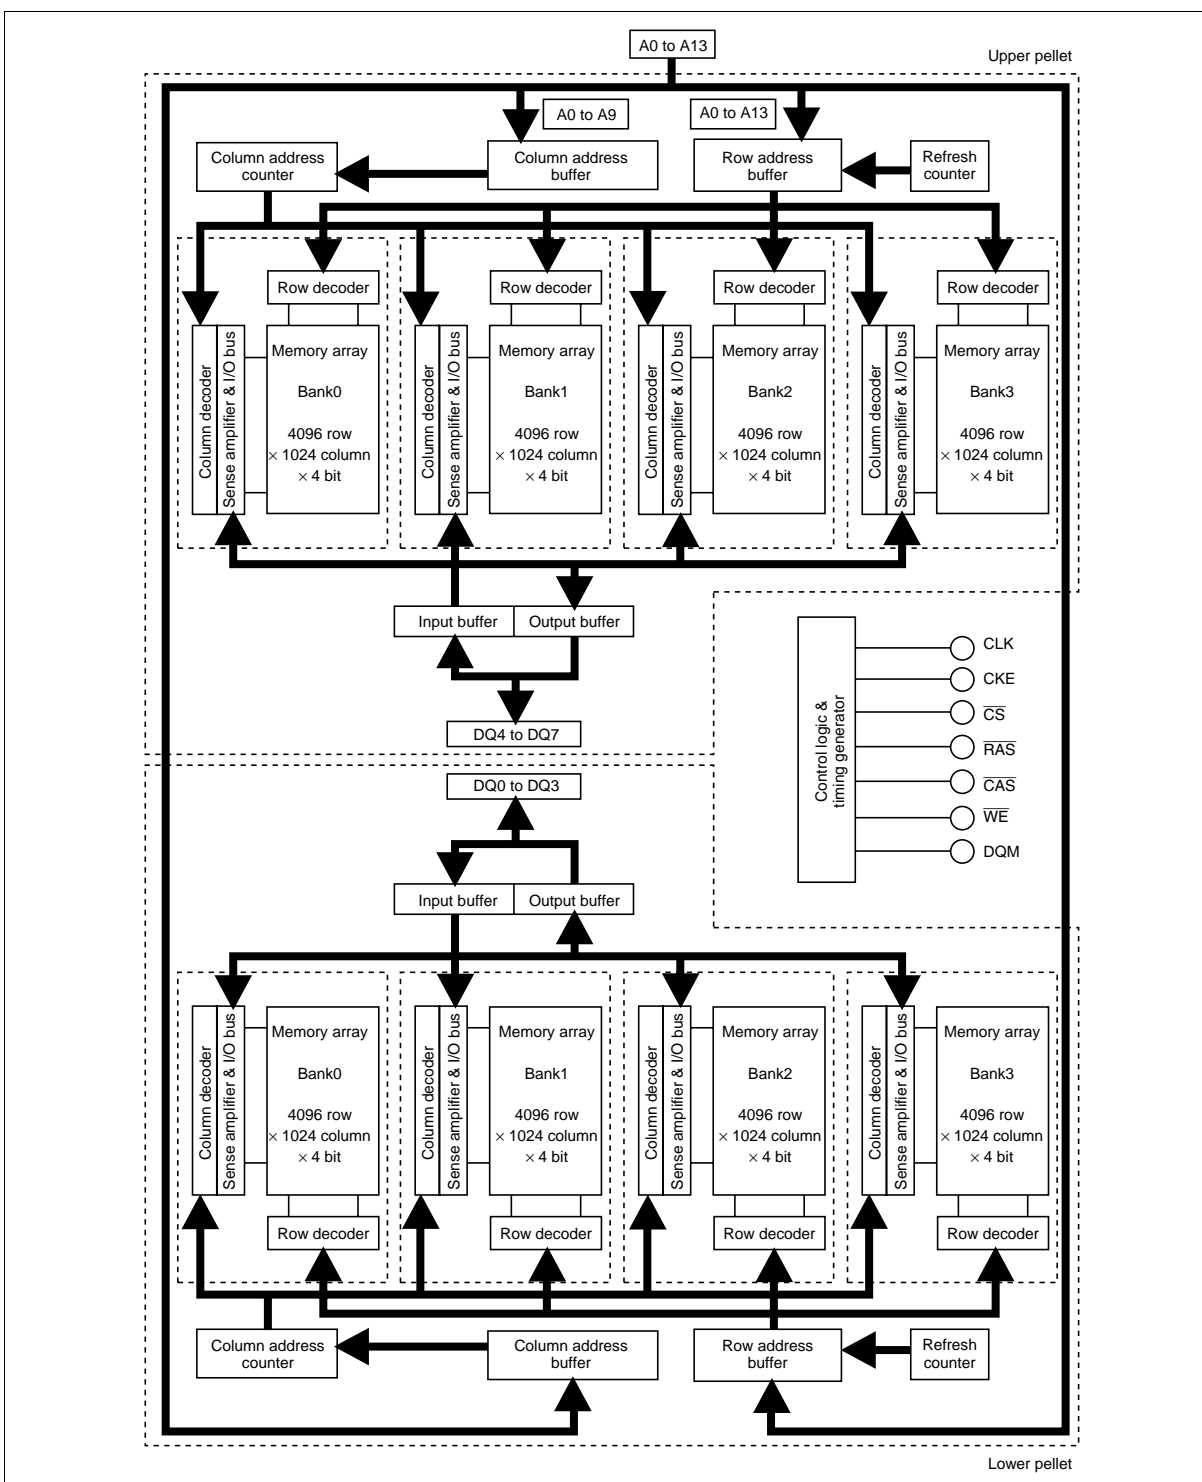 A0 to A13
Upper pellet
A0 to A9
A0 to A13
Column address
counter
Column address
buffer
Row address
buffer
Refresh
counter
Row decoder
Row decoder
Row decoder
Row decoder
Column decoder
Sense amplifier & I/O bus
Memory array
Bank0
4096 row
× 1024 column
× 4 bit
Column decoder
Sense amplifier & I/O bus
Memory array
Bank1
4096 row
× 1024 column
× 4 bit
Column decoder
Sense amplifier & I/O bus
Memory array
Bank2
4096 row
× 1024 column
× 4 bit
Column decoder
Sense amplifier & I/O bus
Memory array
Bank3
4096 row
× 1024 column
× 4 bit
Input buffer
Output buffer
DQ4 to DQ7
Control logic &
timing generator
CLK
CKE
C̅S̅
R̅A̅S̅
C̅A̅S̅
W̅E̅
DQM
DQ0 to DQ3
Input buffer
Output buffer
Column decoder
Sense amplifier & I/O bus
Memory array
Bank0
4096 row
× 1024 column
× 4 bit
Column decoder
Sense amplifier & I/O bus
Memory array
Bank1
4096 row
× 1024 column
× 4 bit
Column decoder
Sense amplifier & I/O bus
Memory array
Bank2
4096 row
× 1024 column
× 4 bit
Column decoder
Sense amplifier & I/O bus
Memory array
Bank3
4096 row
× 1024 column
× 4 bit
Row decoder
Row decoder
Row decoder
Row decoder
Column address
counter
Column address
buffer
Row address
buffer
Refresh
counter
Lower pellet